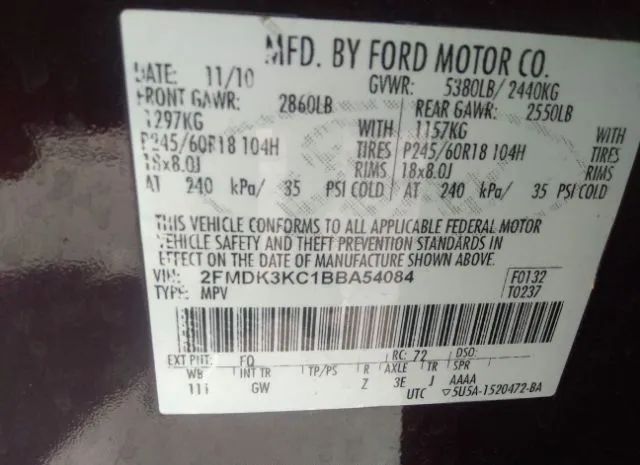 MFD. BY FORD MOTOR CO.
DATE: 11/10 GVWR: 5380LB/ 2440KG
FRONT GAWR: 2860LB REAR GAWR: 2550LB
1297KG WITH 1157KG WITH
P245/60R18 104H TIRES P245/60R18 104H TIRES
18x8.0J RIMS 18x8.0J RIMS
AT 240 kPa/ 35 PSI COLD AT 240 kPa/ 35 PSI COLD
THIS VEHICLE CONFORMS TO ALL APPLICABLE FEDERAL MOTOR
VEHICLE SAFETY AND THEFT PREVENTION STANDARDS IN
EFFECT ON THE DATE OF MANUFACTURE SHOWN ABOVE.
VIN: 2FMDK3KC1BBA54084 F0132
TYPE: MPV T0237
EXT PNT: FQ RC: 72 DSO:
WB INT TR TP/PS R AXLE TR SPR
111 GW Z 3E J AAAA
UTC ▽5U5A-1520472-BA